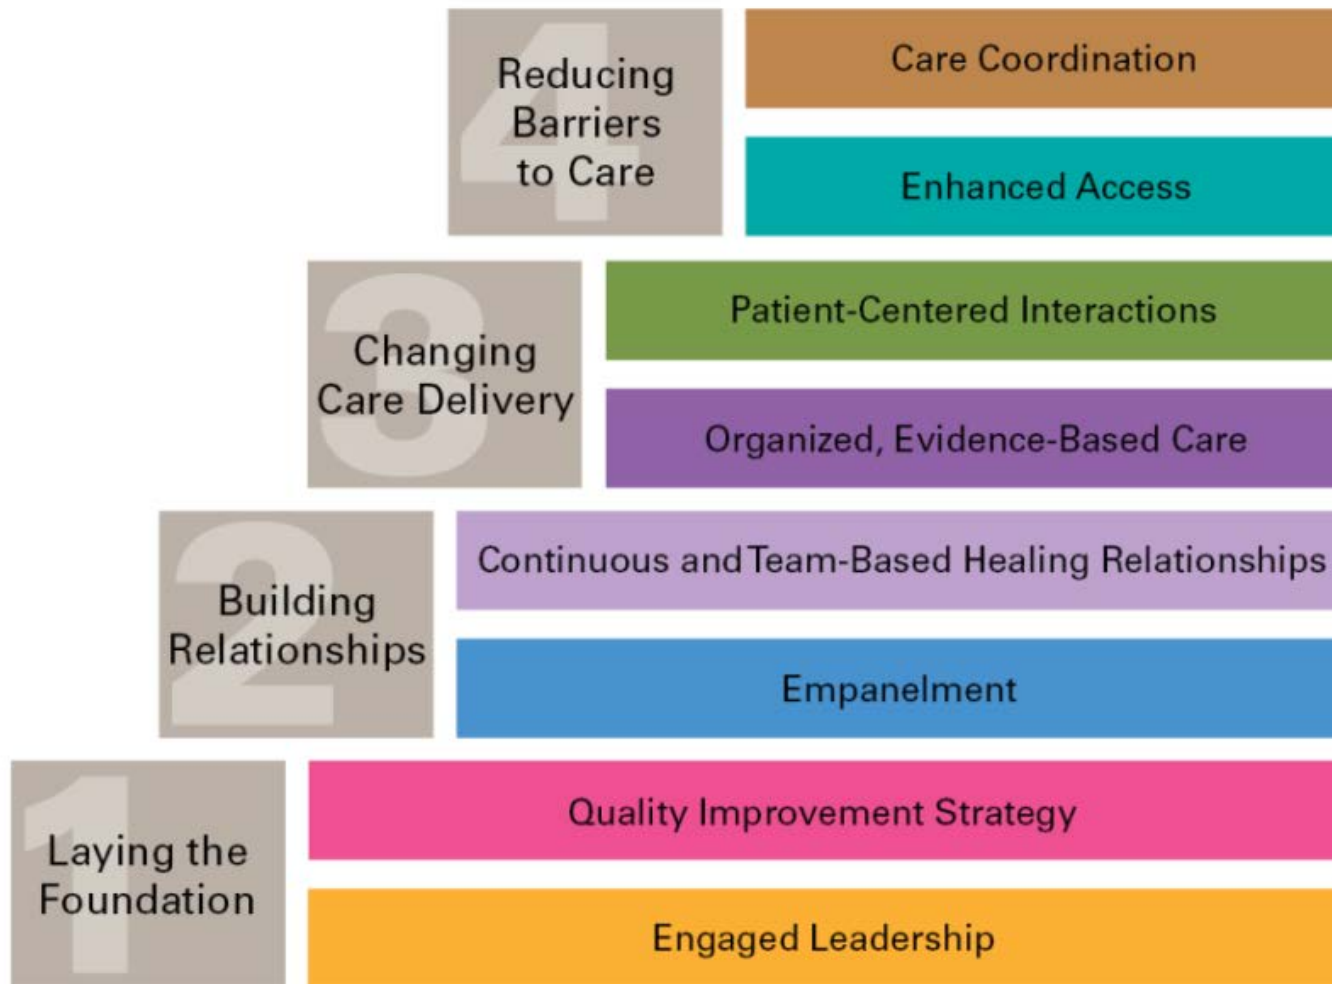 4
Reducing
Barriers
to Care
Care Coordination
Enhanced Access
3
Changing
Care Delivery
Patient-Centered Interactions
Organized, Evidence-Based Care
2
Building
Relationships
Continuous and Team-Based Healing Relationships
Empanelment
1
Laying the
Foundation
Quality Improvement Strategy
Engaged Leadership